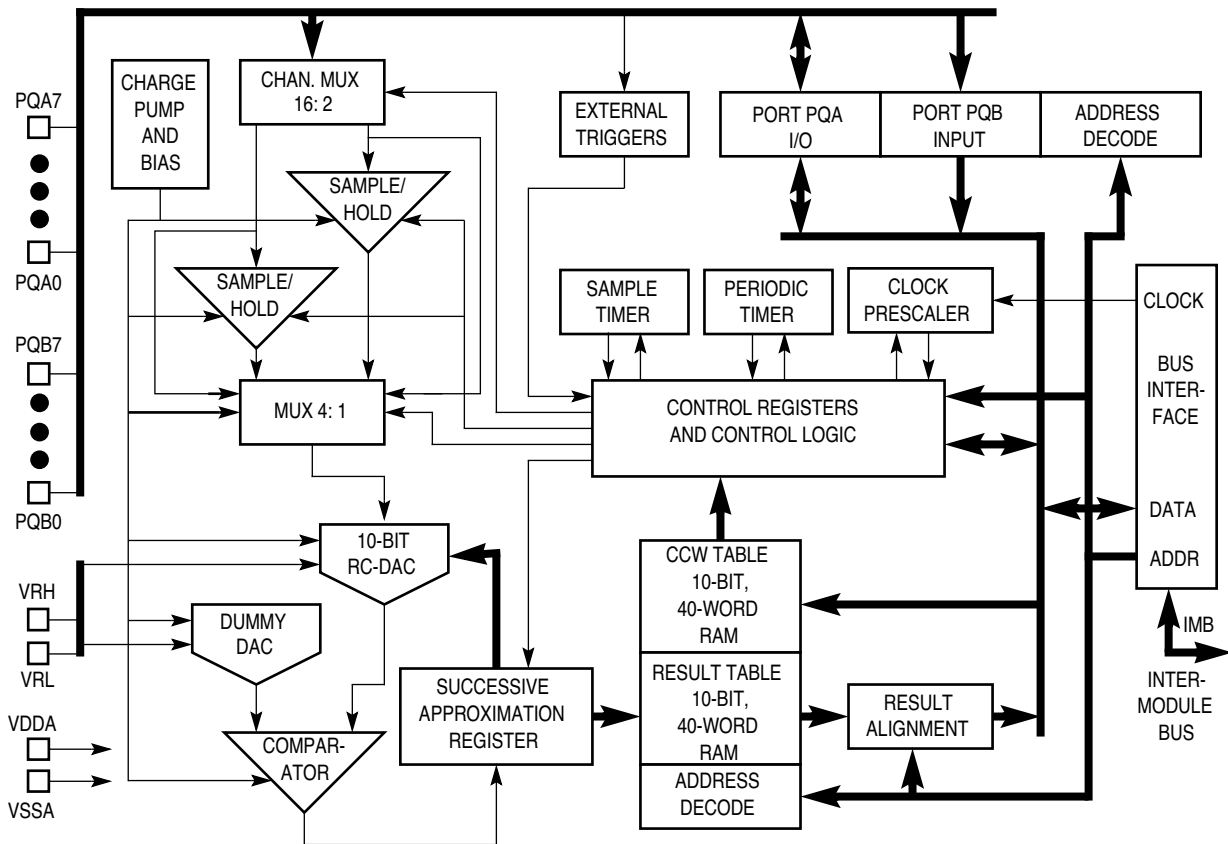 CHARGE
PUMP
AND
BIAS
CHAN. MUX
16: 2
EXTERNAL
TRIGGERS
PORT PQA
I/O
PORT PQB
INPUT
ADDRESS
DECODE
PQA7
PQA0
PQB7
PQB0
SAMPLE/
HOLD
SAMPLE/
HOLD
SAMPLE
TIMER
PERIODIC
TIMER
CLOCK
PRESCALER
CLOCK
BUS
INTER-
FACE
DATA
ADDR
MUX 4: 1
CONTROL REGISTERS
AND CONTROL LOGIC
10-BIT
RC-DAC
CCW TABLE
10-BIT,
40-WORD
RAM
VRH
VRL
DUMMY
DAC
IMB
INTER-
MODULE
BUS
SUCCESSIVE
APPROXIMATION
REGISTER
RESULT TABLE
10-BIT,
40-WORD
RAM
RESULT
ALIGNMENT
VDDA
VSSA
COMPAR-
ATOR
ADDRESS
DECODE